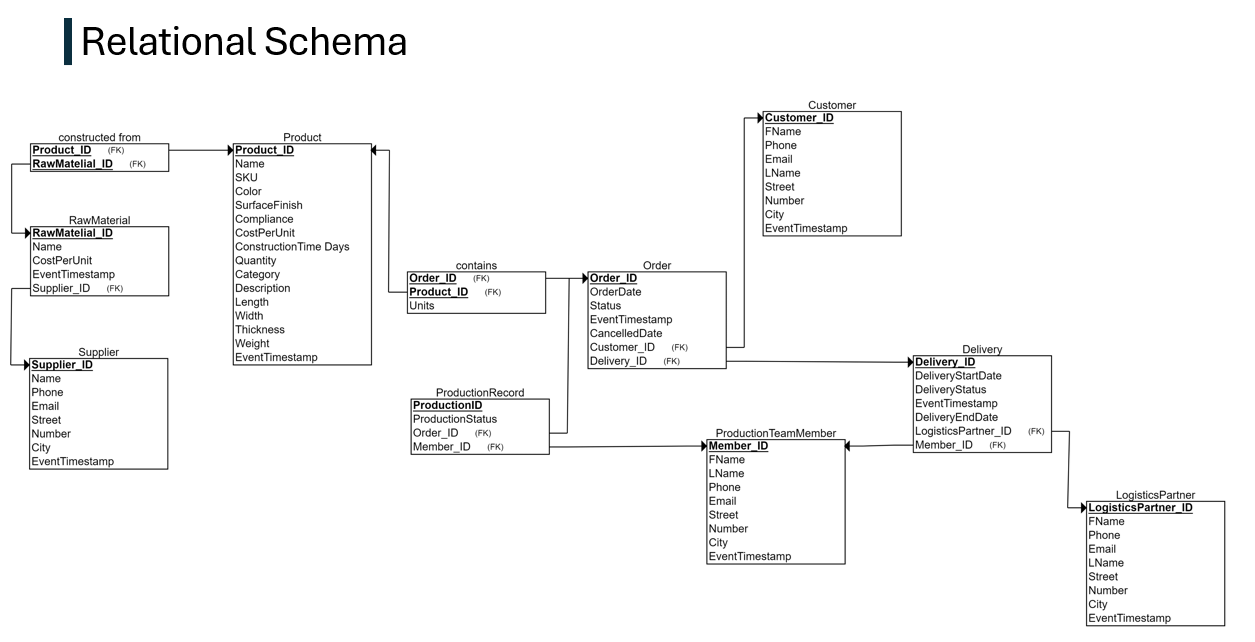 Relational Schema
constructed from
Product_ID (FK)
RawMatelial_ID (FK)
RawMaterial
RawMatelial_ID
Name
CostPerUnit
EventTimestamp
Supplier_ID (FK)
Supplier
Supplier_ID
Name
Phone
Email
Street
Number
City
EventTimestamp
Product
Product_ID
Name
SKU
Color
SurfaceFinish
Compliance
CostPerUnit
ConstructionTime Days
Quantity
Category
Description
Length
Width
Thickness
Weight
EventTimestamp
contains
Order_ID (FK)
Product_ID (FK)
Units
ProductionRecord
ProductionID
ProductionStatus
Order_ID (FK)
Member_ID (FK)
Order
Order_ID
OrderDate
Status
EventTimestamp
CancelledDate
Customer_ID (FK)
Delivery_ID (FK)
Customer
Customer_ID
FName
Phone
Email
LName
Street
Number
City
EventTimestamp
ProductionTeamMember
Member_ID
FName
LName
Phone
Email
Street
Number
City
EventTimestamp
Delivery
Delivery_ID
DeliveryStartDate
DeliveryStatus
EventTimestamp
DeliveryEndDate
LogisticsPartner_ID (FK)
Member_ID (FK)
LogisticsPartner
LogisticsPartner_ID
FName
Phone
Email
LName
Street
Number
City
EventTimestamp